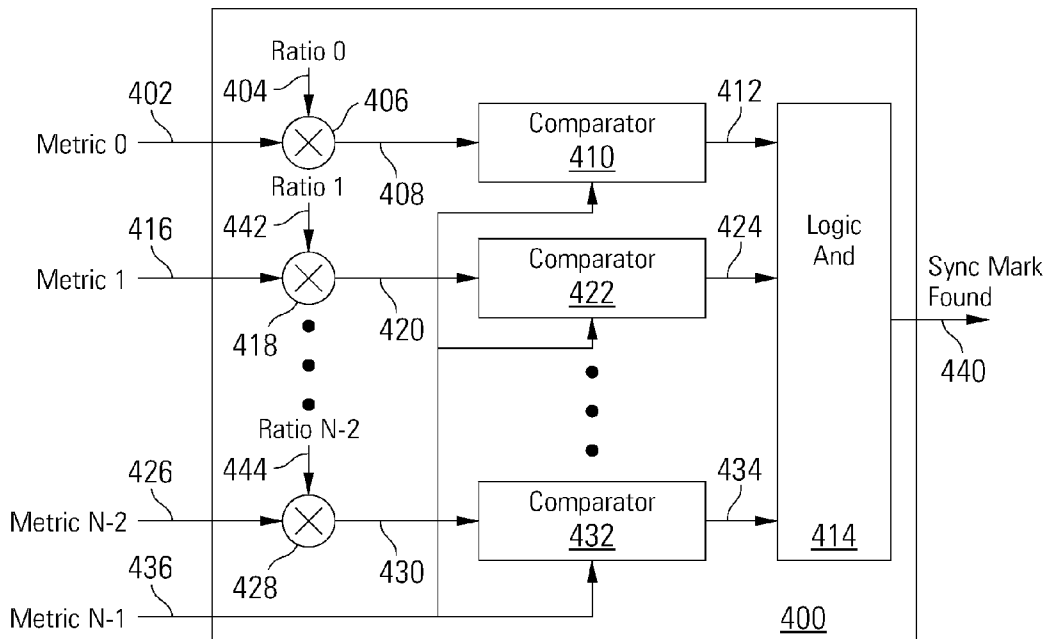 Ratio 0
402
404
406
412
Metric 0
Comparator
410
408
Ratio 1
416
442
424
Metric 1
Comparator
422
Logic
And
Sync Mark
Found
418
420
440
Ratio N-2
426
444
434
Metric N-2
Comparator
432
414
436
428
430
Metric N-1
400